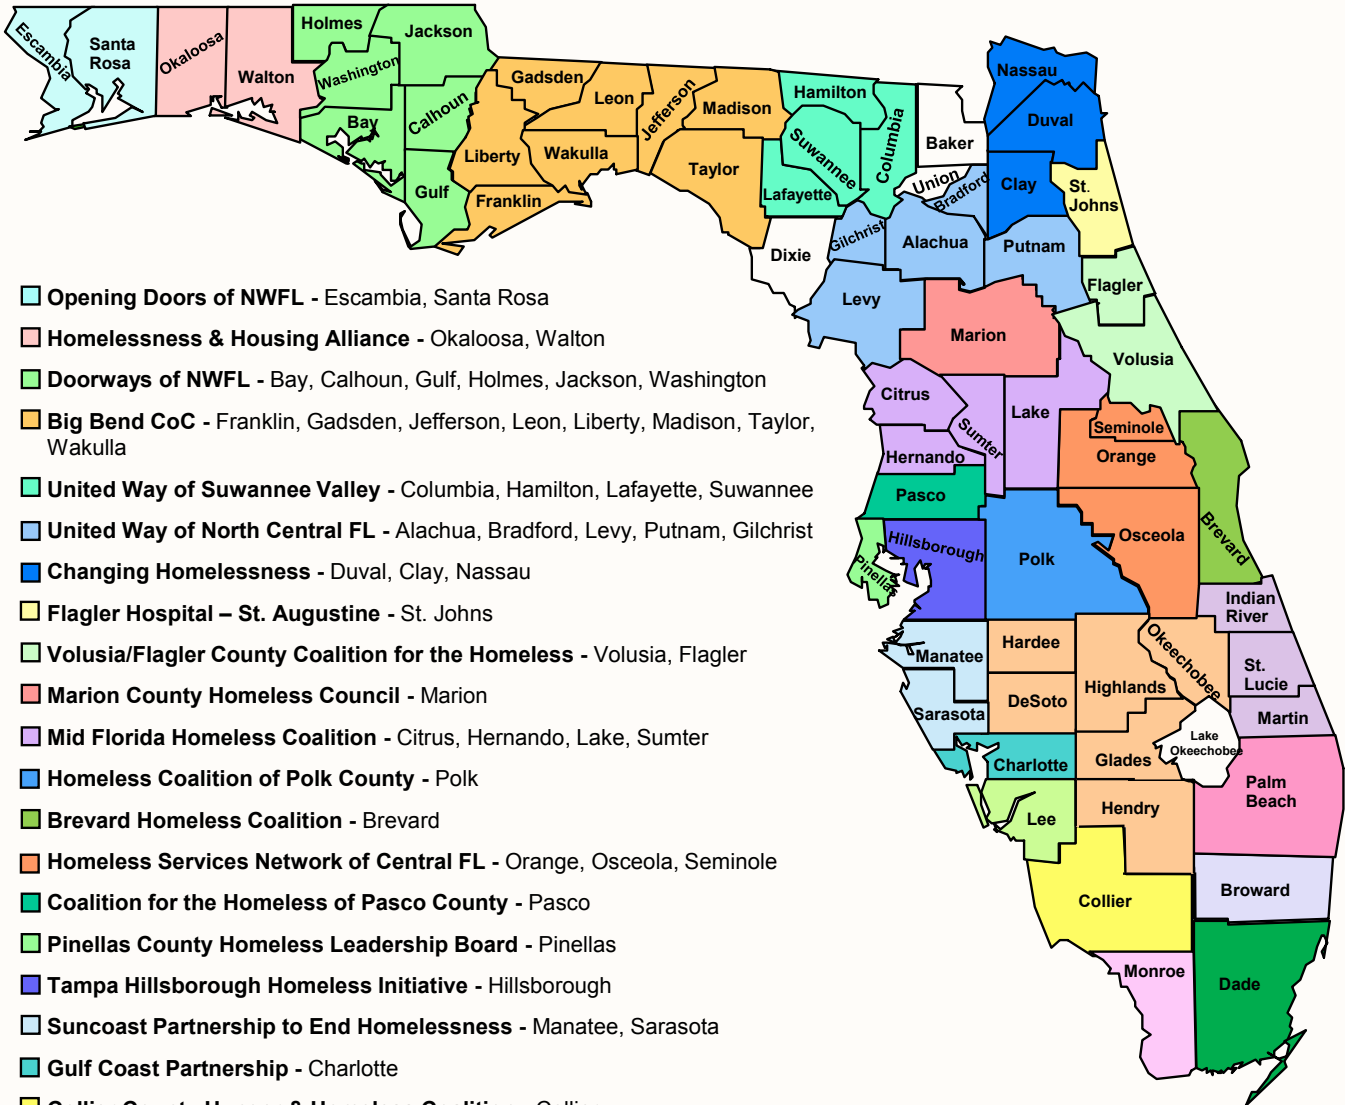 Escambia
Santa
Rosa
Okaloosa
Walton
Holmes
Jackson
Washington
Bay
Calhoun
Gulf
Gadsden
Leon
Jefferson
Madison
Liberty
Wakulla
Franklin
Taylor
Hamilton
Suwannee
Columbia
Lafayette
Baker
Nassau
Duval
Union
Bradford
Clay
St.
Johns
Dixie
Gilchrist
Alachua
Putnam
Flagler
Levy
Marion
Volusia
Citrus
Sumter
Lake
Seminole
Hernando
Orange
Pasco
Osceola
Brevard
Hillsborough
Polk
Pinellas
Indian
River
Manatee
Hardee
Okeechobee
St.
Lucie
Highlands
DeSoto
Sarasota
Martin
Lake
Okeechobee
Charlotte
Glades
Palm
Beach
Lee
Hendry
Collier
Broward
Monroe
Dade
Opening Doors of NWFL - Escambia, Santa Rosa
Homelessness & Housing Alliance - Okaloosa, Walton
Doorways of NWFL - Bay, Calhoun, Gulf, Holmes, Jackson, Washington
Big Bend CoC - Franklin, Gadsden, Jefferson, Leon, Liberty, Madison, Taylor,
Wakulla
United Way of Suwannee Valley - Columbia, Hamilton, Lafayette, Suwannee
United Way of North Central FL - Alachua, Bradford, Levy, Putnam, Gilchrist
Changing Homelessness - Duval, Clay, Nassau
Flagler Hospital – St. Augustine - St. Johns
Volusia/Flagler County Coalition for the Homeless - Volusia, Flagler
Marion County Homeless Council - Marion
Mid Florida Homeless Coalition - Citrus, Hernando, Lake, Sumter
Homeless Coalition of Polk County - Polk
Brevard Homeless Coalition - Brevard
Homeless Services Network of Central FL - Orange, Osceola, Seminole
Coalition for the Homeless of Pasco County - Pasco
Pinellas County Homeless Leadership Board - Pinellas
Tampa Hillsborough Homeless Initiative - Hillsborough
Suncoast Partnership to End Homelessness - Manatee, Sarasota
Gulf Coast Partnership - Charlotte